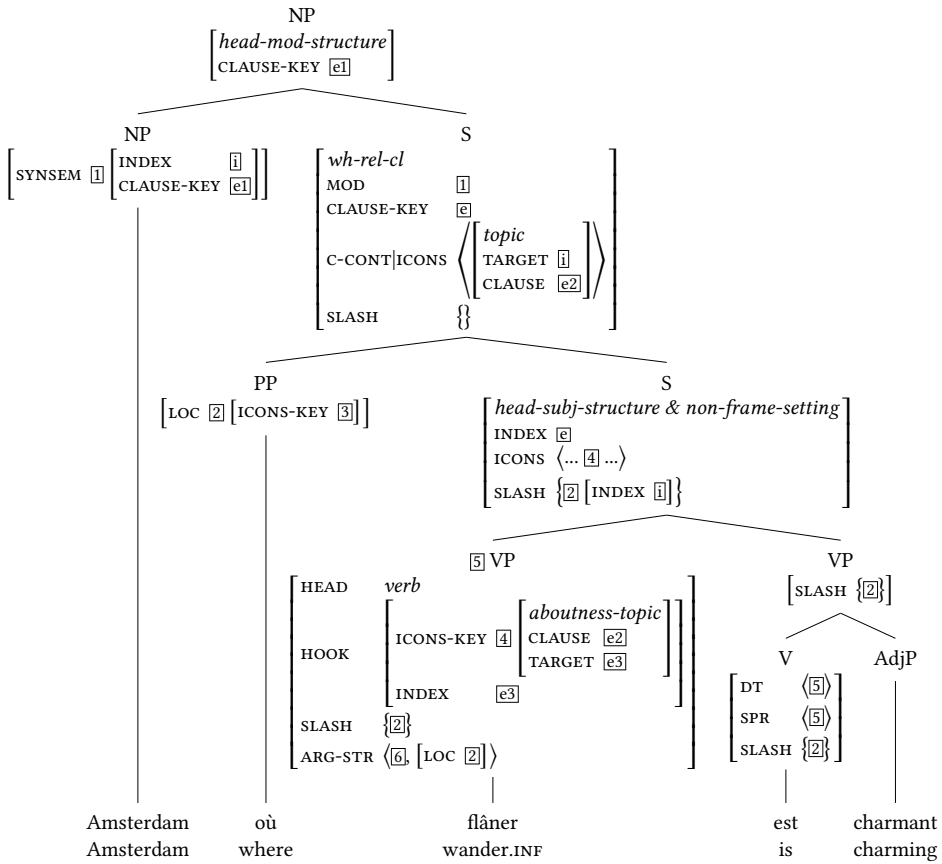 NP
[head-mod-structure
CLAUSE-KEY e1]
NP
[SYNSEM 1 [INDEX i
CLAUSE-KEY e1]]
S
[wh-rel-cl
MOD 1
CLAUSE-KEY e
C-CONT|ICONS ⟨[topic
TARGET i
CLAUSE e2]⟩
SLASH {}]
PP
[LOC 2 [ICONS-KEY 3]]
S
[head-subj-structure & non-frame-setting
INDEX e
ICONS ⟨... 4 ...⟩
SLASH {2 [INDEX i]}]
5 VP
[HEAD verb
HOOK [ICONS-KEY 4 [aboutness-topic
CLAUSE e2
TARGET e3]
INDEX e3]
SLASH {2}
ARG-STR ⟨6, [LOC 2]⟩]
VP
[SLASH {2}]
V
[DT ⟨5⟩
SPR ⟨5⟩
SLASH {2}]
AdjP
Amsterdam où flâner est charmant
Amsterdam where wander.INF is charming